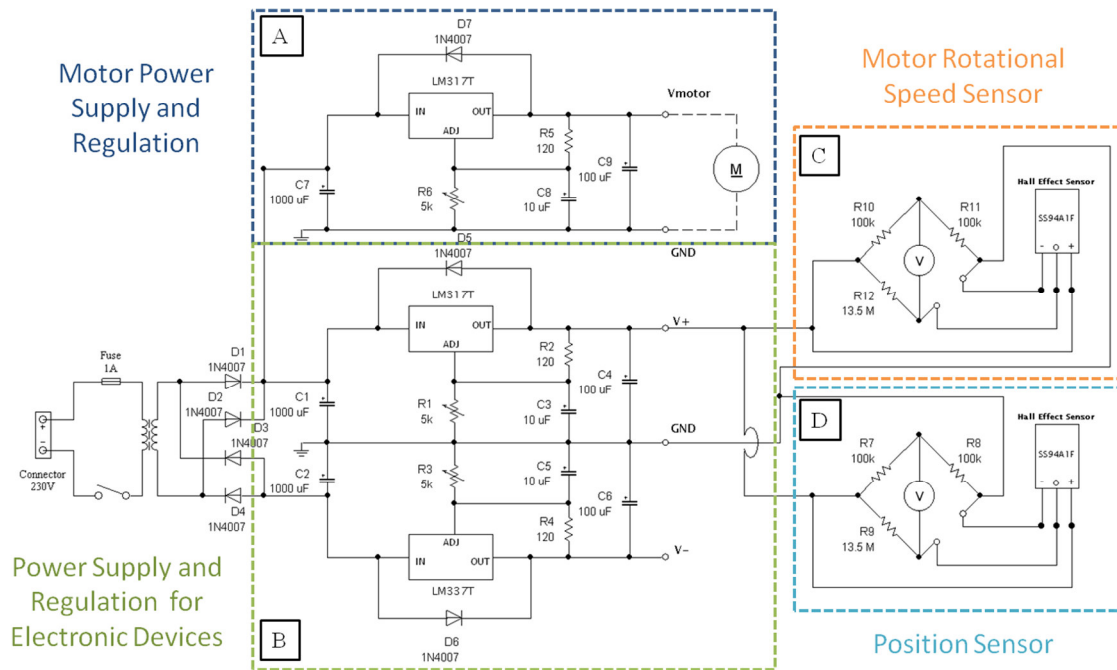 Motor Power
Supply and
Regulation
A
D7
1N4007
LM317T
IN
OUT
ADJ
Vmotor
R5
120
C9
100 uF
M
C7
1000 uF
R6
5k
C8
10 uF
Motor Rotational
Speed Sensor
C
Hall Effect Sensor
SS94A1F
- O +
R10
100k
R11
100k
V
R12
13.5 M
D5
1N4007
GND
LM317T
IN
OUT
ADJ
V+
R2
120
C4
100 uF
C1
1000 uF
R1
5k
C3
10 uF
GND
C2
1000 uF
R3
5k
C5
10 uF
C6
100 uF
R4
120
ADJ
IN
OUT
LM337T
V-
D6
1N4007
B
Fuse
1A
D1
1N4007
D2
1N4007
D3
1N4007
D4
1N4007
+
-
Connector
230V
Power Supply and
Regulation for
Electronic Devices
D
Hall Effect Sensor
SS94A1F
- O +
R7
100k
R8
100k
V
R9
13.5 M
Position Sensor